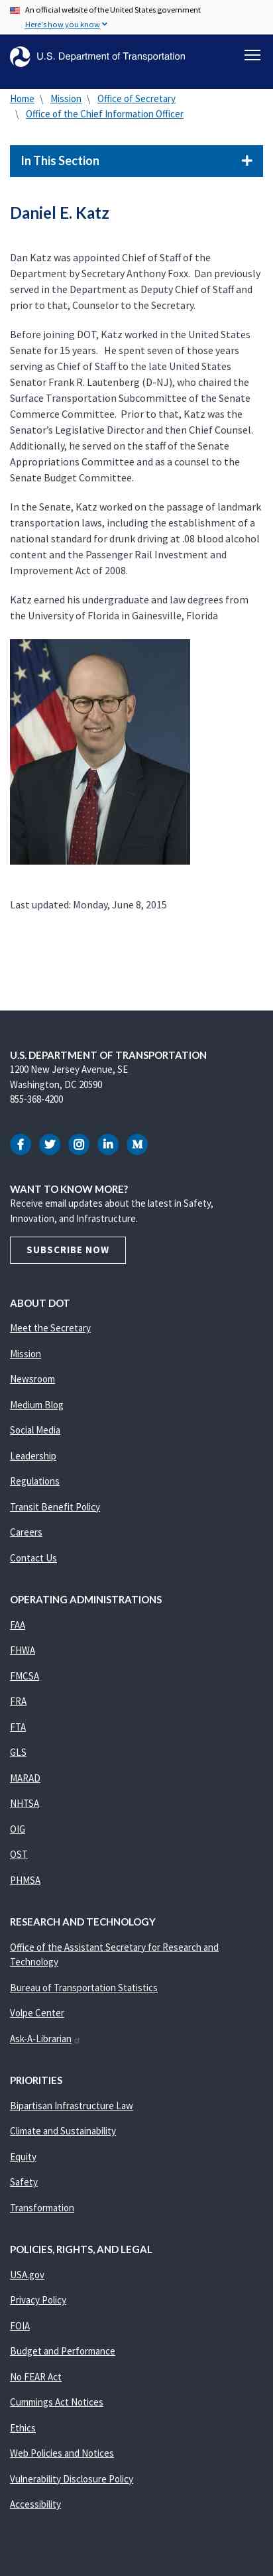 An official website of the United States government
Here's how you know
U.S. Department of Transportation
Home \ Mission \ Office of Secretary
\ Office of the Chief Information Officer
In This Section
Daniel E. Katz
Dan Katz was appointed Chief of Staff of the
Department by Secretary Anthony Foxx. Dan previously
served in DOT as Deputy Chief of Staff and
prior to that, Counselor to the Secretary.
Before joining DOT, Katz worked in the United States
Senate for 15 years. He spent seven of those years
serving as Chief of Staff to the late United States
Senator Frank R. Lautenberg (D-NJ), who chaired the
Surface Transportation Subcommittee of the Senate
Commerce Committee. Prior to that, Katz was the
Senator's Legislative Director and then Chief Counsel.
Additionally, he served on the staff of the Senate
Appropriations Committee and as a counsel to the
Senate Budget Committee.
In the Senate, Katz worked on the passage of landmark
transportation laws, including the establishment of a
national standard for drunk driving at .08 blood alcohol
content and the Passenger Rail Investment and
Improvement Act of 2008.
Katz earned his undergraduate and law degrees from
the University of Florida in Gainesville, Florida
Last updated: Monday, June 8, 2015
U.S. DEPARTMENT OF TRANSPORTATION
1200 New Jersey Avenue, SE
Washington, DC 20590
855-368-4200
WANT TO KNOW MORE?
Receive email updates about the latest in Safety,
Innovation, and Infrastructure.
SUBSCRIBE NOW
ABOUT DOT
Meet the Secretary
Mission
Newsroom
Medium Blog
Social Media
Leadership
Regulations
Transit Benefit Policy
Careers
Contact Us
OPERATING ADMINISTRATIONS
FAA
FHWA
FMCSA
FRA
FTA
GLS
MARAD
NHTSA
OIG
OST
PHMSA
RESEARCH AND TECHNOLOGY
Office of the Assistant Secretary for Research and
Technology
Bureau of Transportation Statistics
Volpe Center
Ask-A-Librarian
PRIORITIES
Bipartisan Infrastructure Law
Climate and Sustainability
Equity
Safety
Transformation
POLICIES, RIGHTS, AND LEGAL
USA.gov
Privacy Policy
FOIA
Budget and Performance
No FEAR Act
Cummings Act Notices
Ethics
Web Policies and Notices
Vulnerability Disclosure Policy
Accessibility